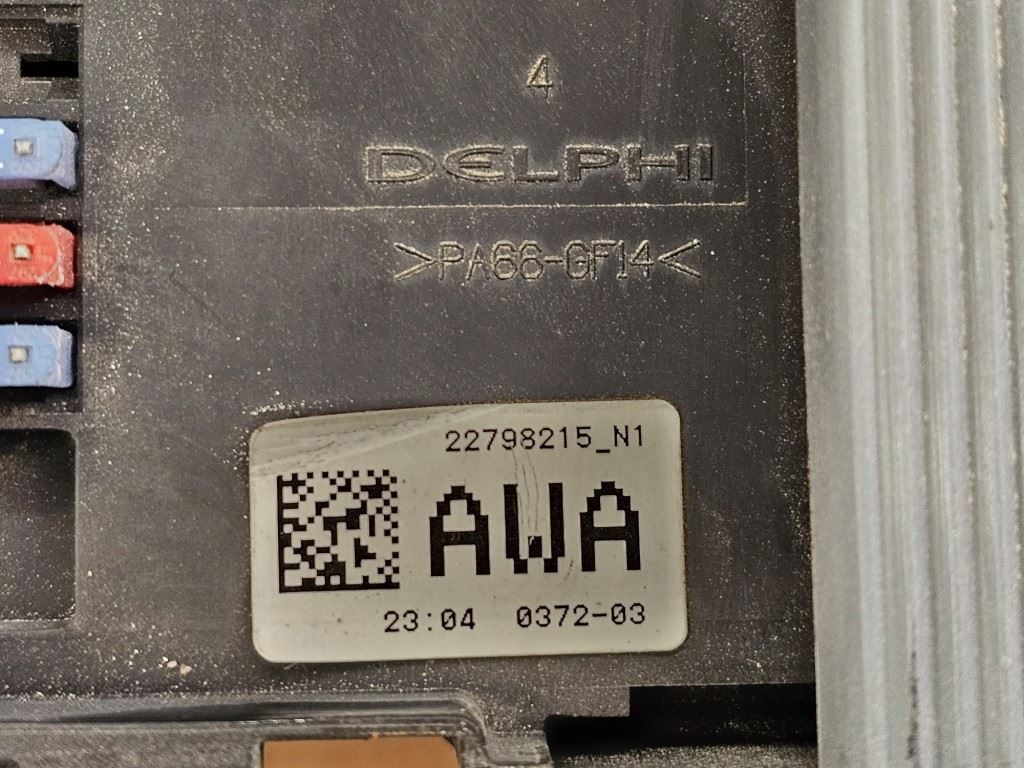 4
DELPHI
>PA66-GF14<
22798215_N1
AWA
23:04 0372-03